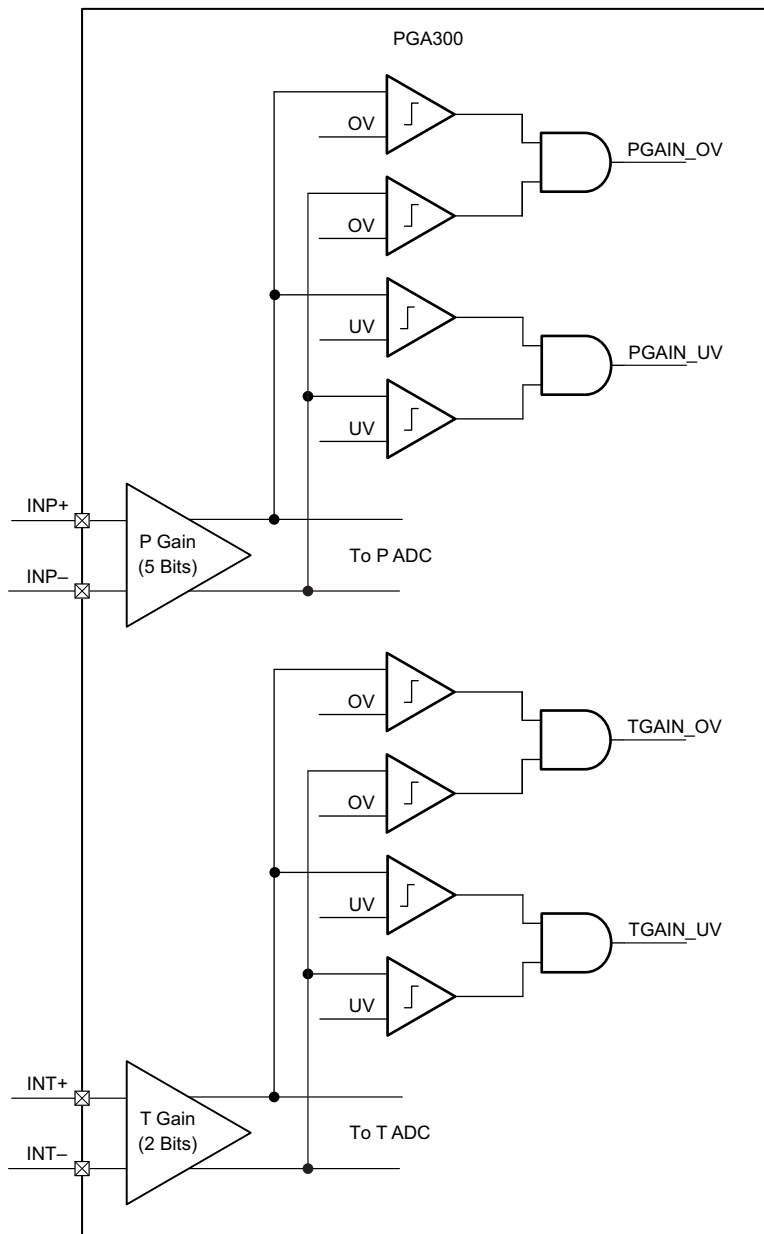 PGA300
OV
PGAIN_OV
OV
UV
PGAIN_UV
UV
INP+
P Gain
(5 Bits)
To P ADC
INP–
OV
TGAIN_OV
OV
UV
TGAIN_UV
UV
INT+
T Gain
(2 Bits)
To T ADC
INT–